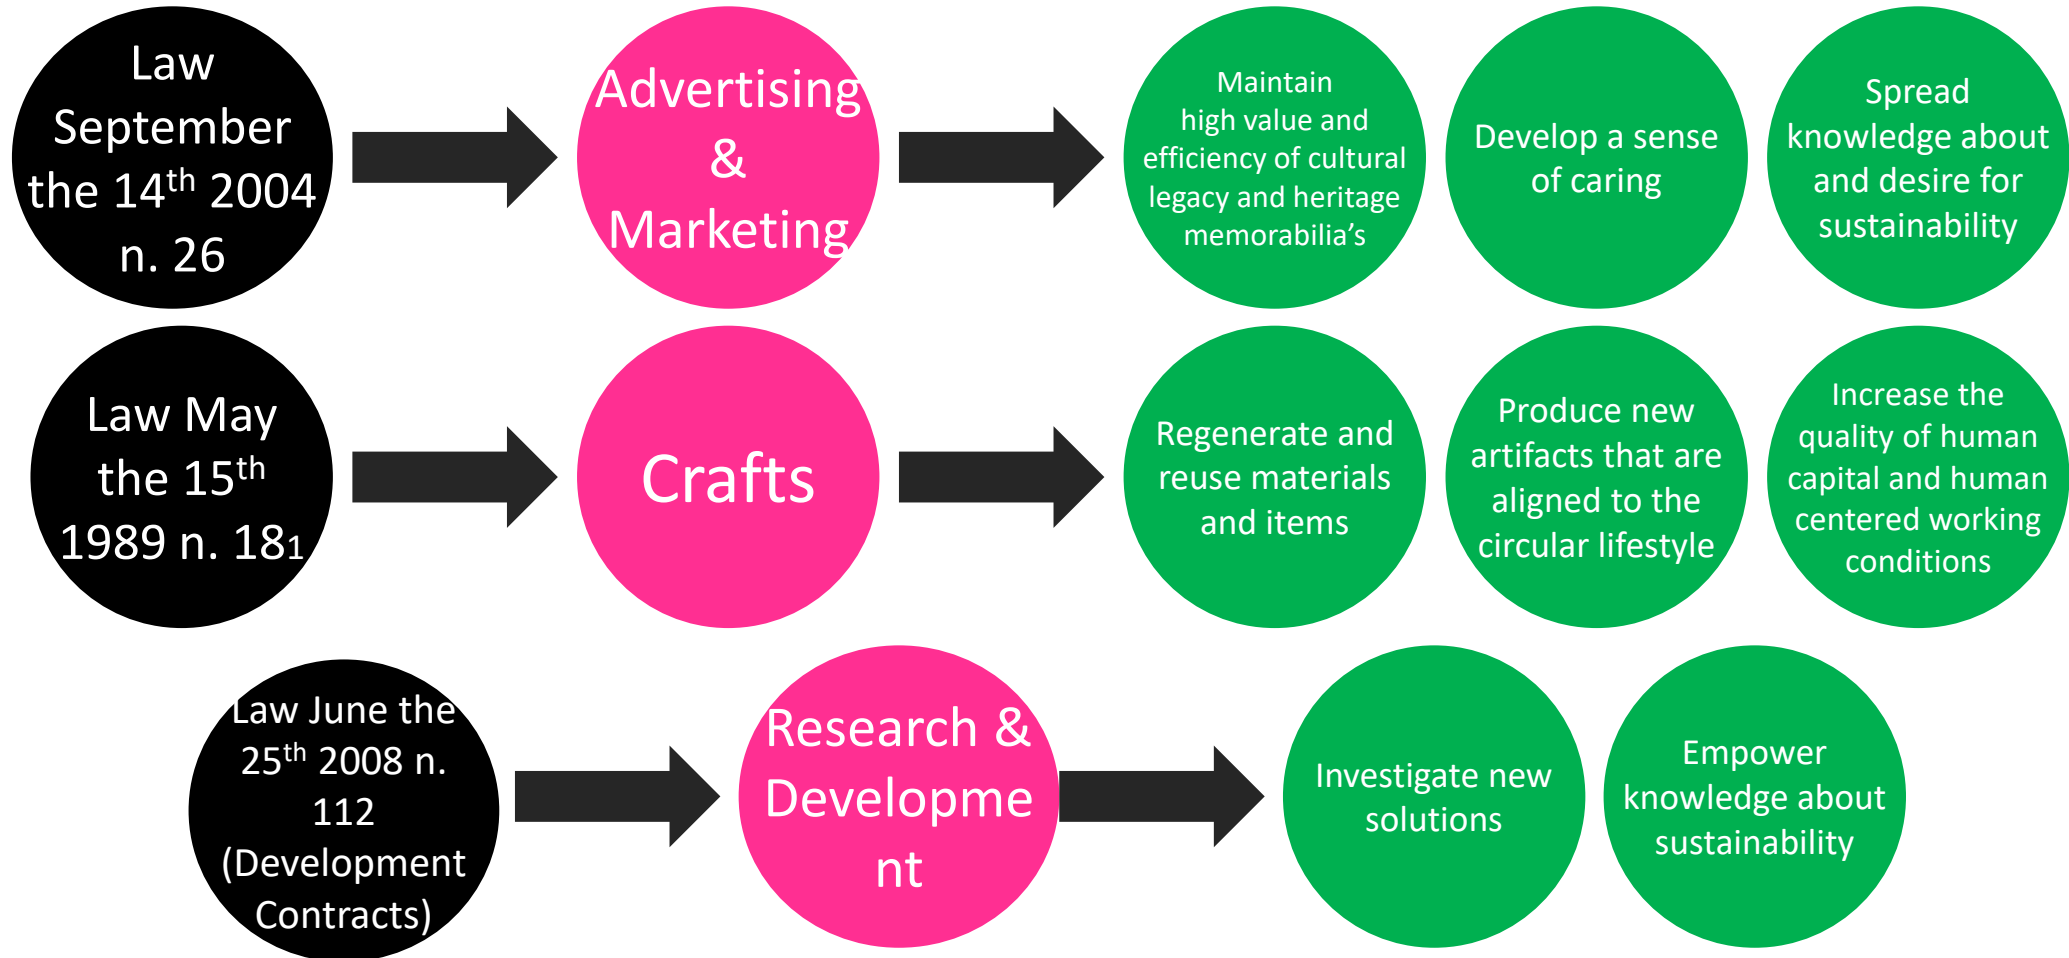 Law
September
the 14th 2004
n. 26
Advertising
&
Marketing
Maintain
high value and
efficiency of cultural
legacy and heritage
memorabilia’s
Develop a sense
of caring
Spread
knowledge about
and desire for
sustainability
Law May
the 15th
1989 n. 181
Crafts
Regenerate and
reuse materials
and items
Produce new
artifacts that are
aligned to the
circular lifestyle
Increase the
quality of human
capital and human
centered working
conditions
Law June the
25th 2008 n.
112
(Development
Contracts)
Research &
Developme
nt
Investigate new
solutions
Empower
knowledge about
sustainability